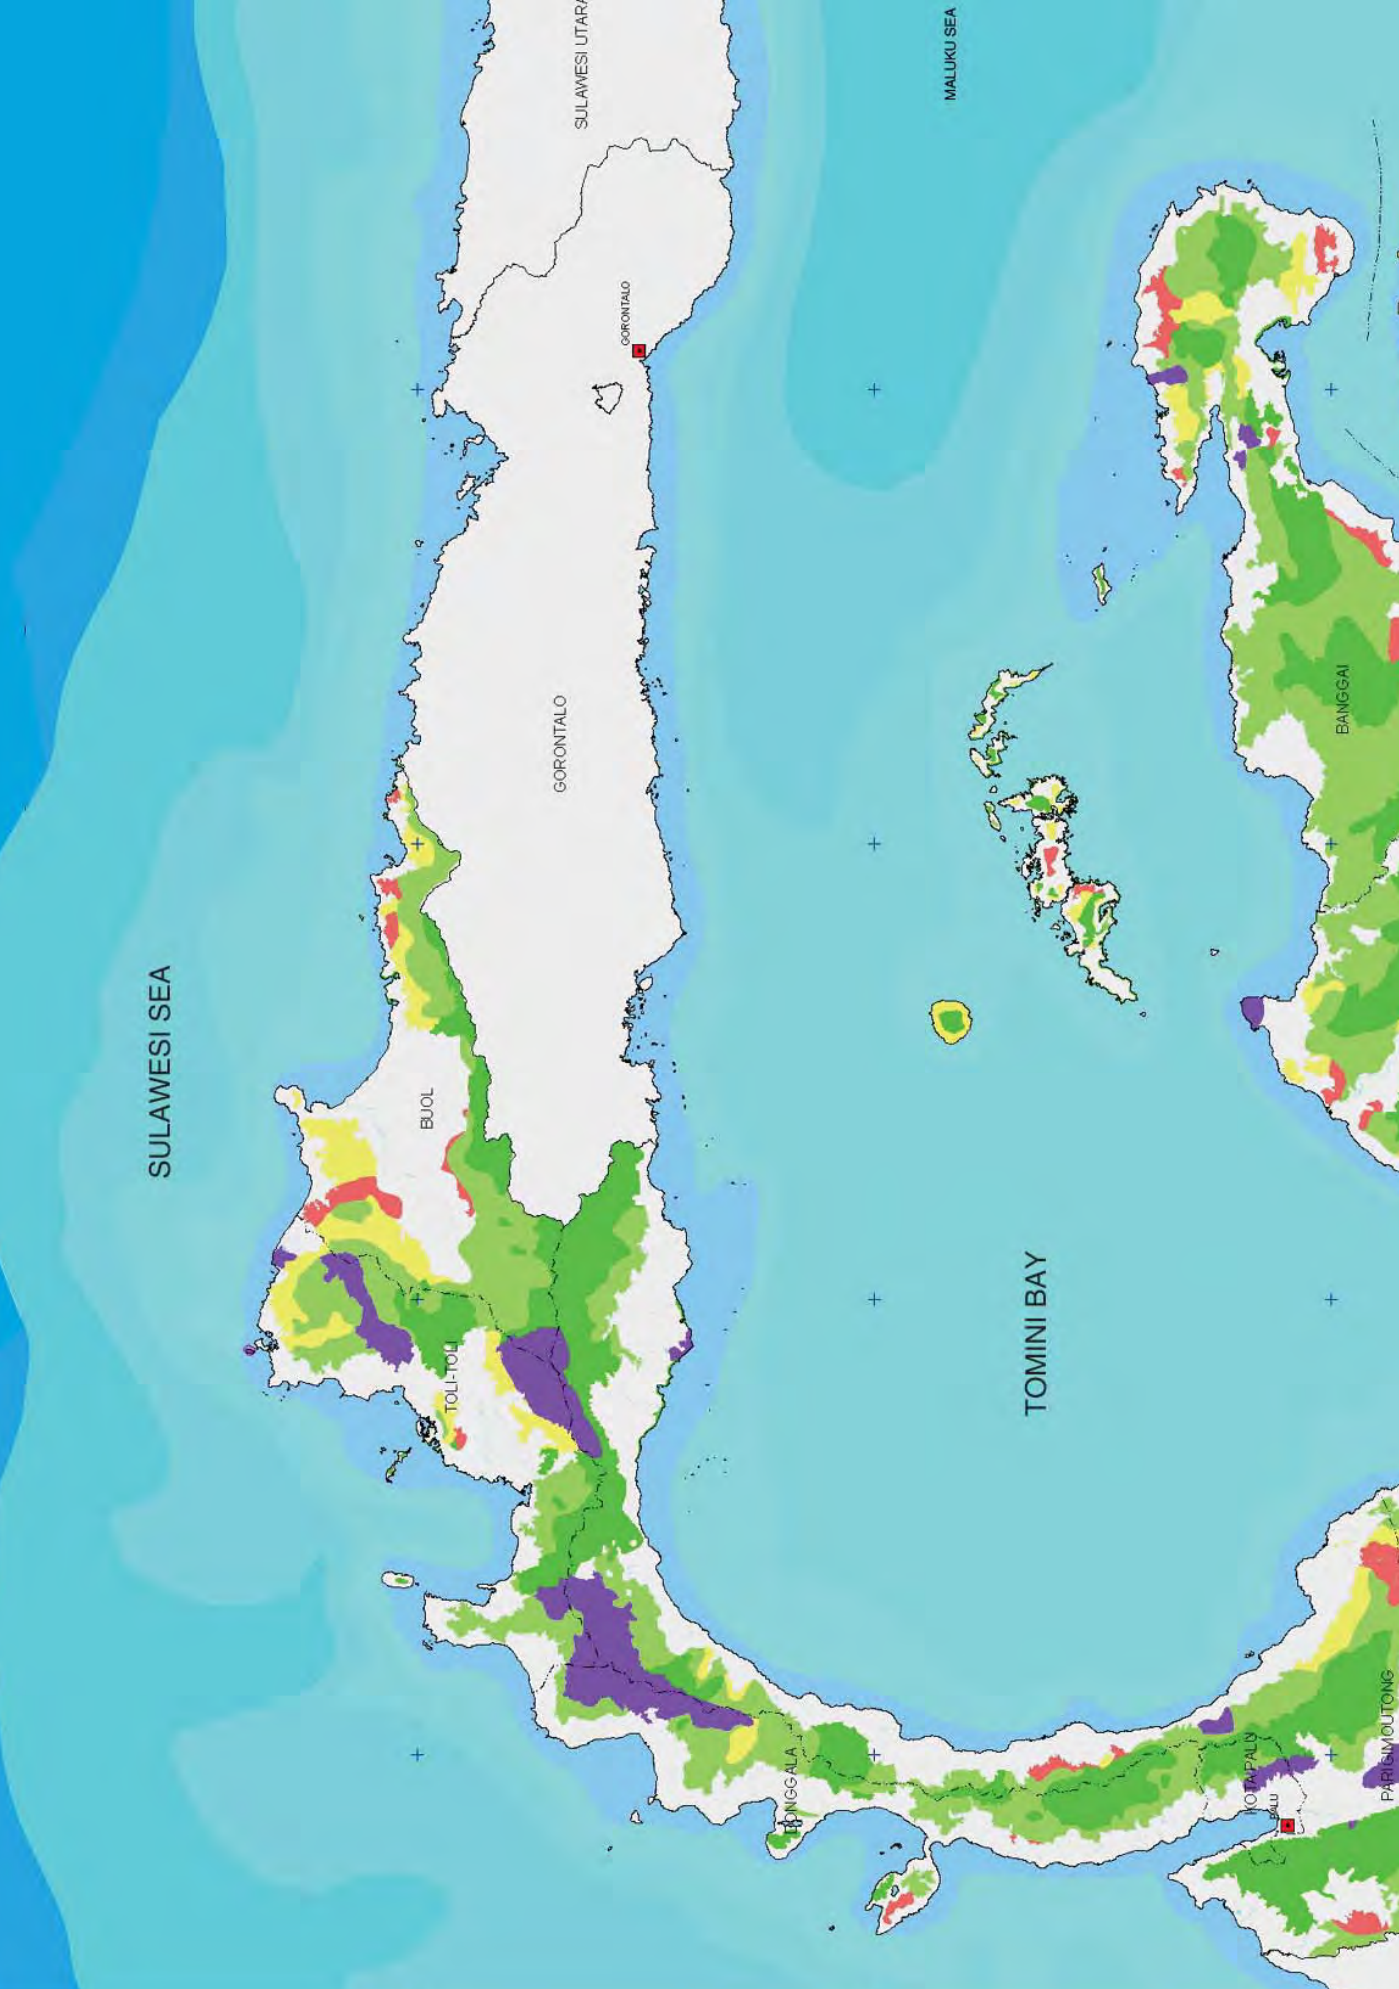 SULAWESI UTARA
MALUKU SEA
GORONTALO
GORONTALO
BANGGAI
SULAWESI SEA
BUOL
TOLI-TOLI
TOMINI BAY
DONGGALA
KOTA PALU
PALU
PARIGIMOUTONG